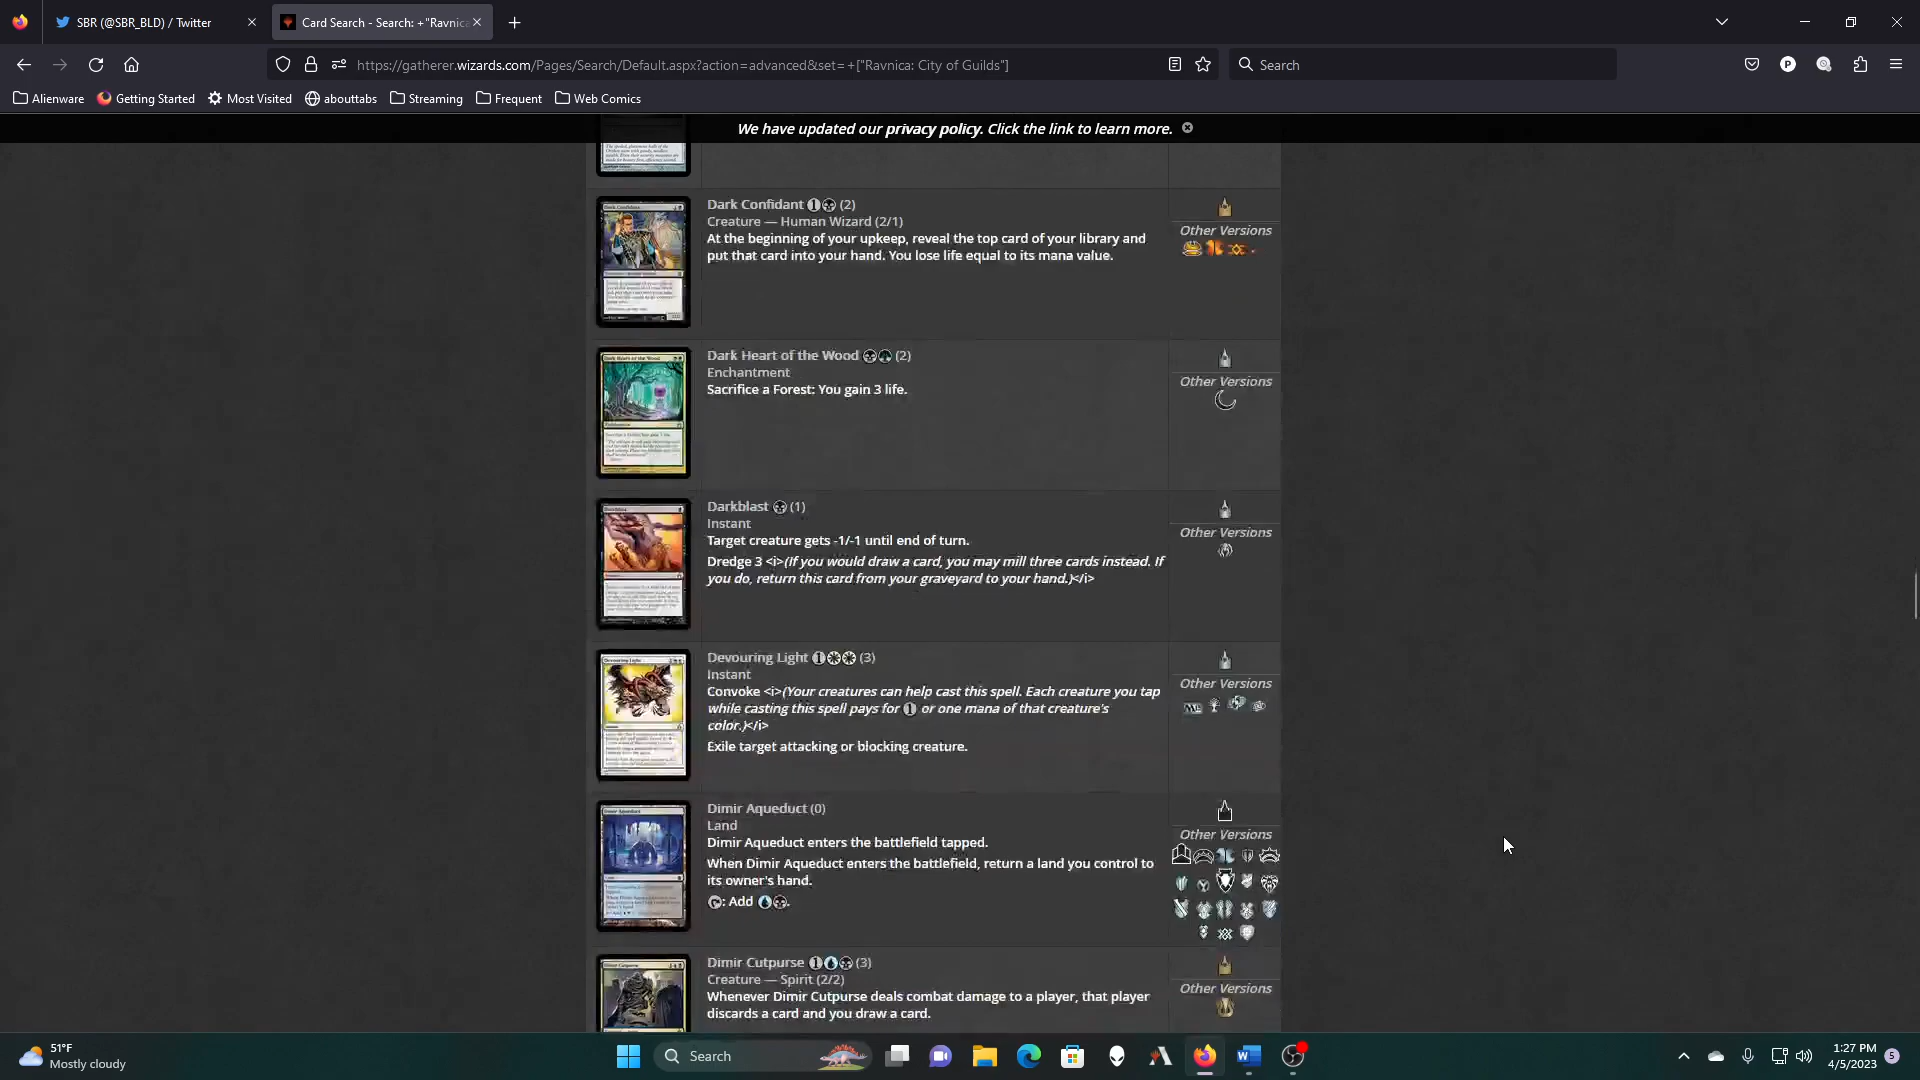 SBR (@SBR_BLD) / Twitter
Card Search - Search: +"Ravnica
https://gatherer.wizards.com/Pages/Search/Default.aspx?action=advanced&set=+["Ravnica: City of Guilds"]
Search
Alienware
Getting Started
Most Visited
abouttabs
Streaming
Frequent
Web Comics
We have updated our privacy policy. Click the link to learn more.
Dark Confidant 1 (2)
Creature — Human Wizard (2/1)
At the beginning of your upkeep, reveal the top card of your library and
put that card into your hand. You lose life equal to its mana value.
Other Versions
Dark Heart of the Wood (2)
Enchantment
Sacrifice a Forest: You gain 3 life.
Other Versions
Darkblast (1)
Instant
Target creature gets -1/-1 until end of turn.
Dredge 3 <i>(If you would draw a card, you may mill three cards instead. If
you do, return this card from your graveyard to your hand.)</i>
Other Versions
Devouring Light 1 (3)
Instant
Convoke <i>(Your creatures can help cast this spell. Each creature you tap
while casting this spell pays for 1 or one mana of that creature's
color.)</i>
Exile target attacking or blocking creature.
Other Versions
Dimir Aqueduct (0)
Land
Dimir Aqueduct enters the battlefield tapped.
When Dimir Aqueduct enters the battlefield, return a land you control to
its owner's hand.
: Add .
Other Versions
Dimir Cutpurse 1 (3)
Creature — Spirit (2/2)
Whenever Dimir Cutpurse deals combat damage to a player, that player
discards a card and you draw a card.
Other Versions
51°F
Mostly cloudy
Search
1:27 PM
4/5/2023
5